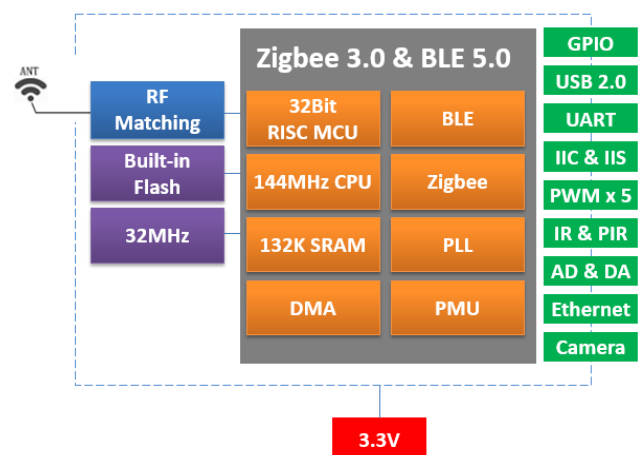 ANT
RF
Matching
Built-in
Flash
32MHz
Zigbee 3.0 & BLE 5.0
32Bit
RISC MCU
BLE
144MHz CPU
Zigbee
132K SRAM
PLL
DMA
PMU
GPIO
USB 2.0
UART
IIC & IIS
PWM x 5
IR & PIR
AD & DA
Ethernet
Camera
3.3V